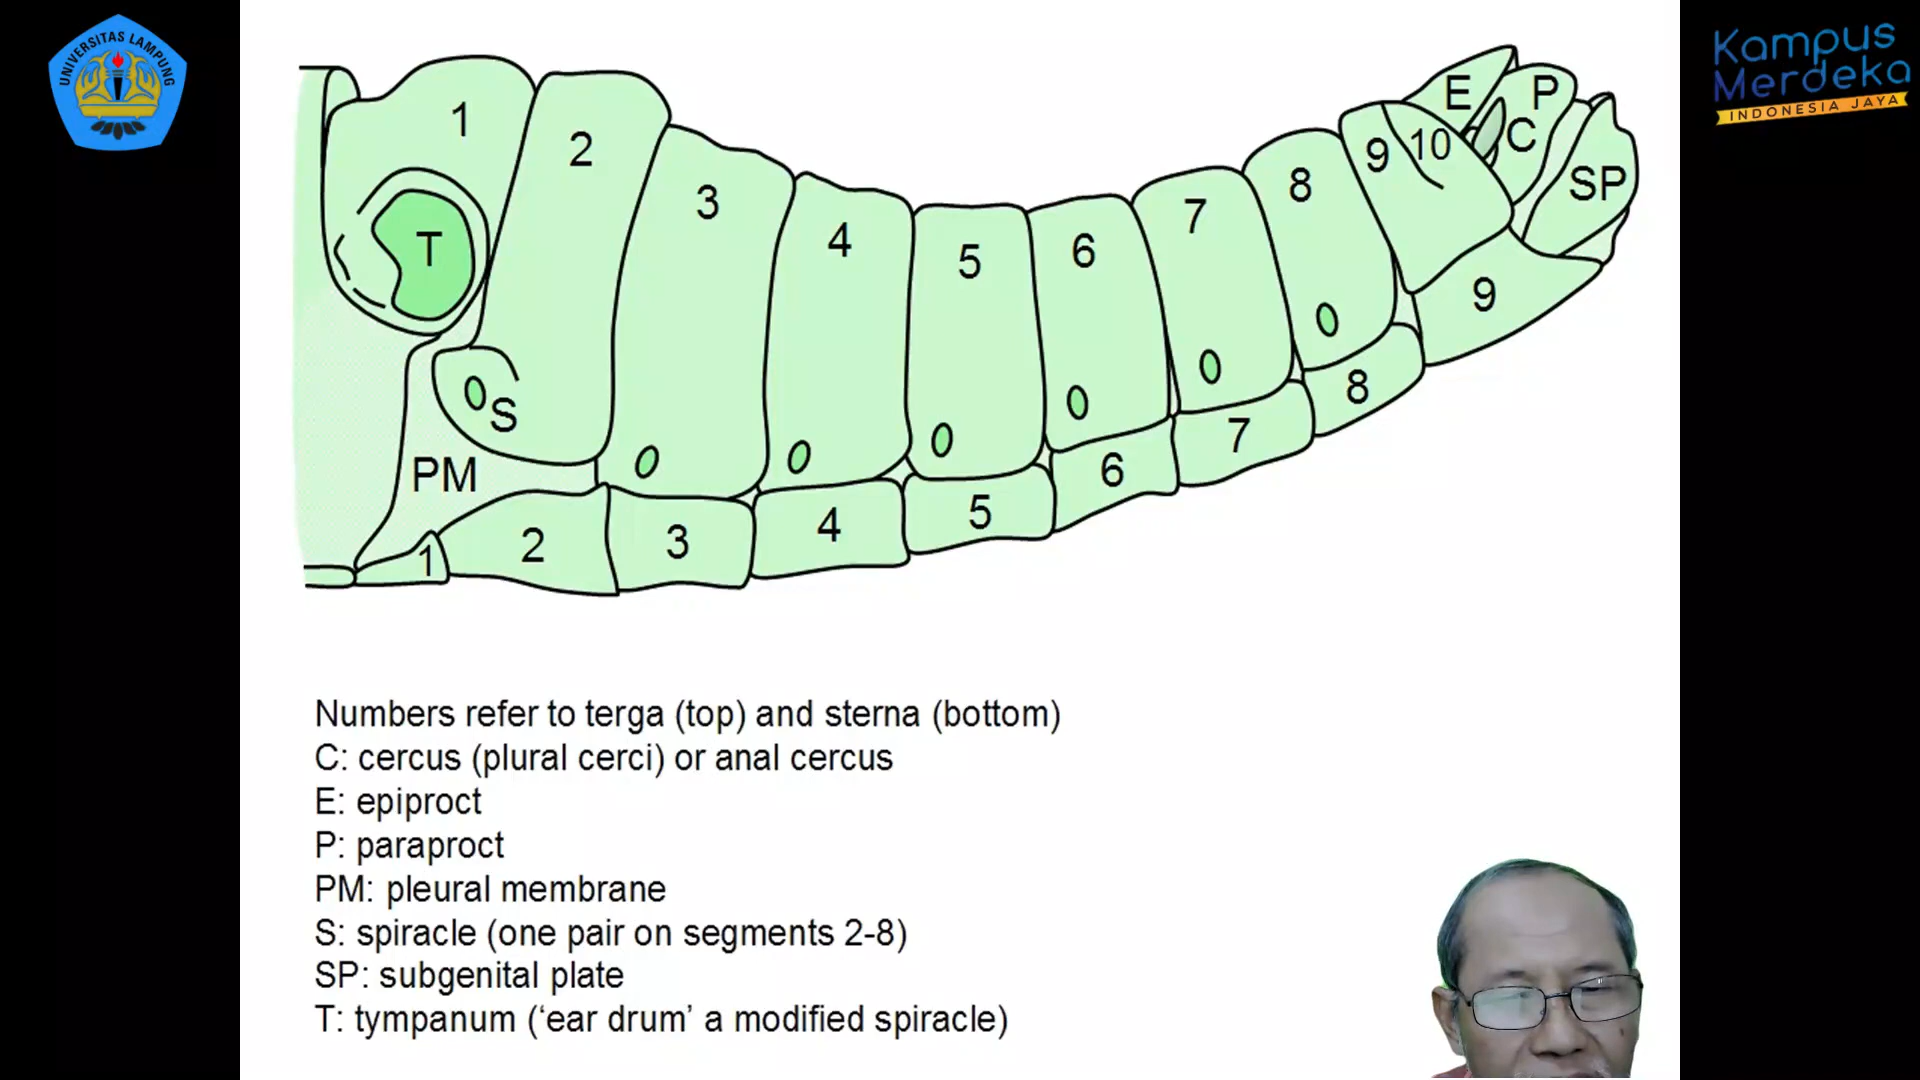 UNIVERSITAS LAMPUNG
Kampus
Merdeka
INDONESIA JAYA
1
2
3
4
5
6
7
8
9
10
E
P
C
SP
T
S
PM
1
2
3
4
5
6
7
8
9
Numbers refer to terga (top) and sterna (bottom)
C: cercus (plural cerci) or anal cercus
E: epiproct
P: paraproct
PM: pleural membrane
S: spiracle (one pair on segments 2-8)
SP: subgenital plate
T: tympanum (‘ear drum’ a modified spiracle)